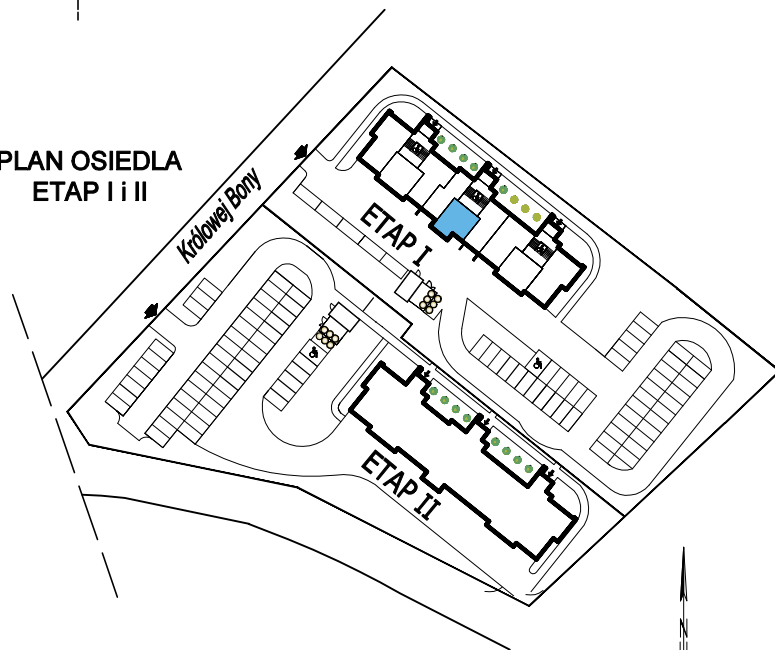 PLAN OSIEDLA
ETAP I i II
Królowej Bony
ETAP I
ETAP II
N